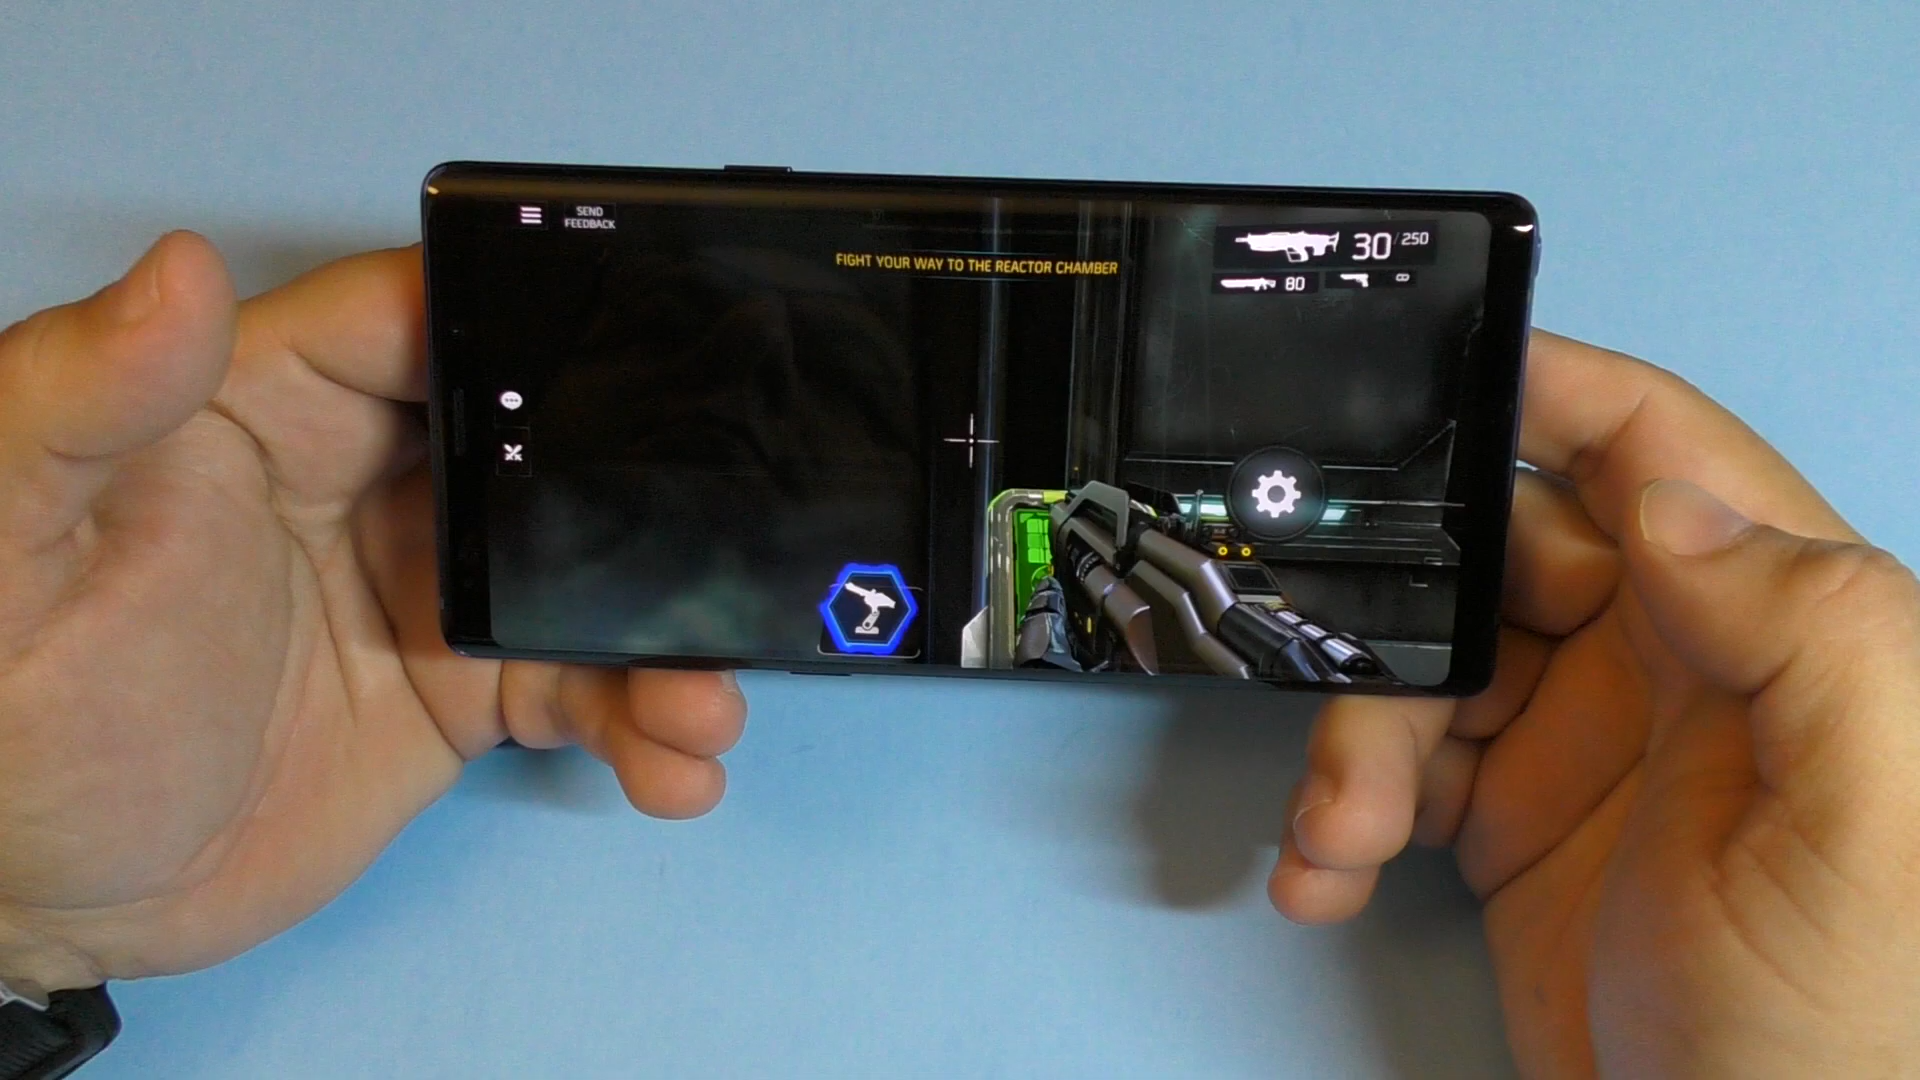 SEND
FEEDBACK
FIGHT YOUR WAY TO THE REACTOR CHAMBER
30/250
80